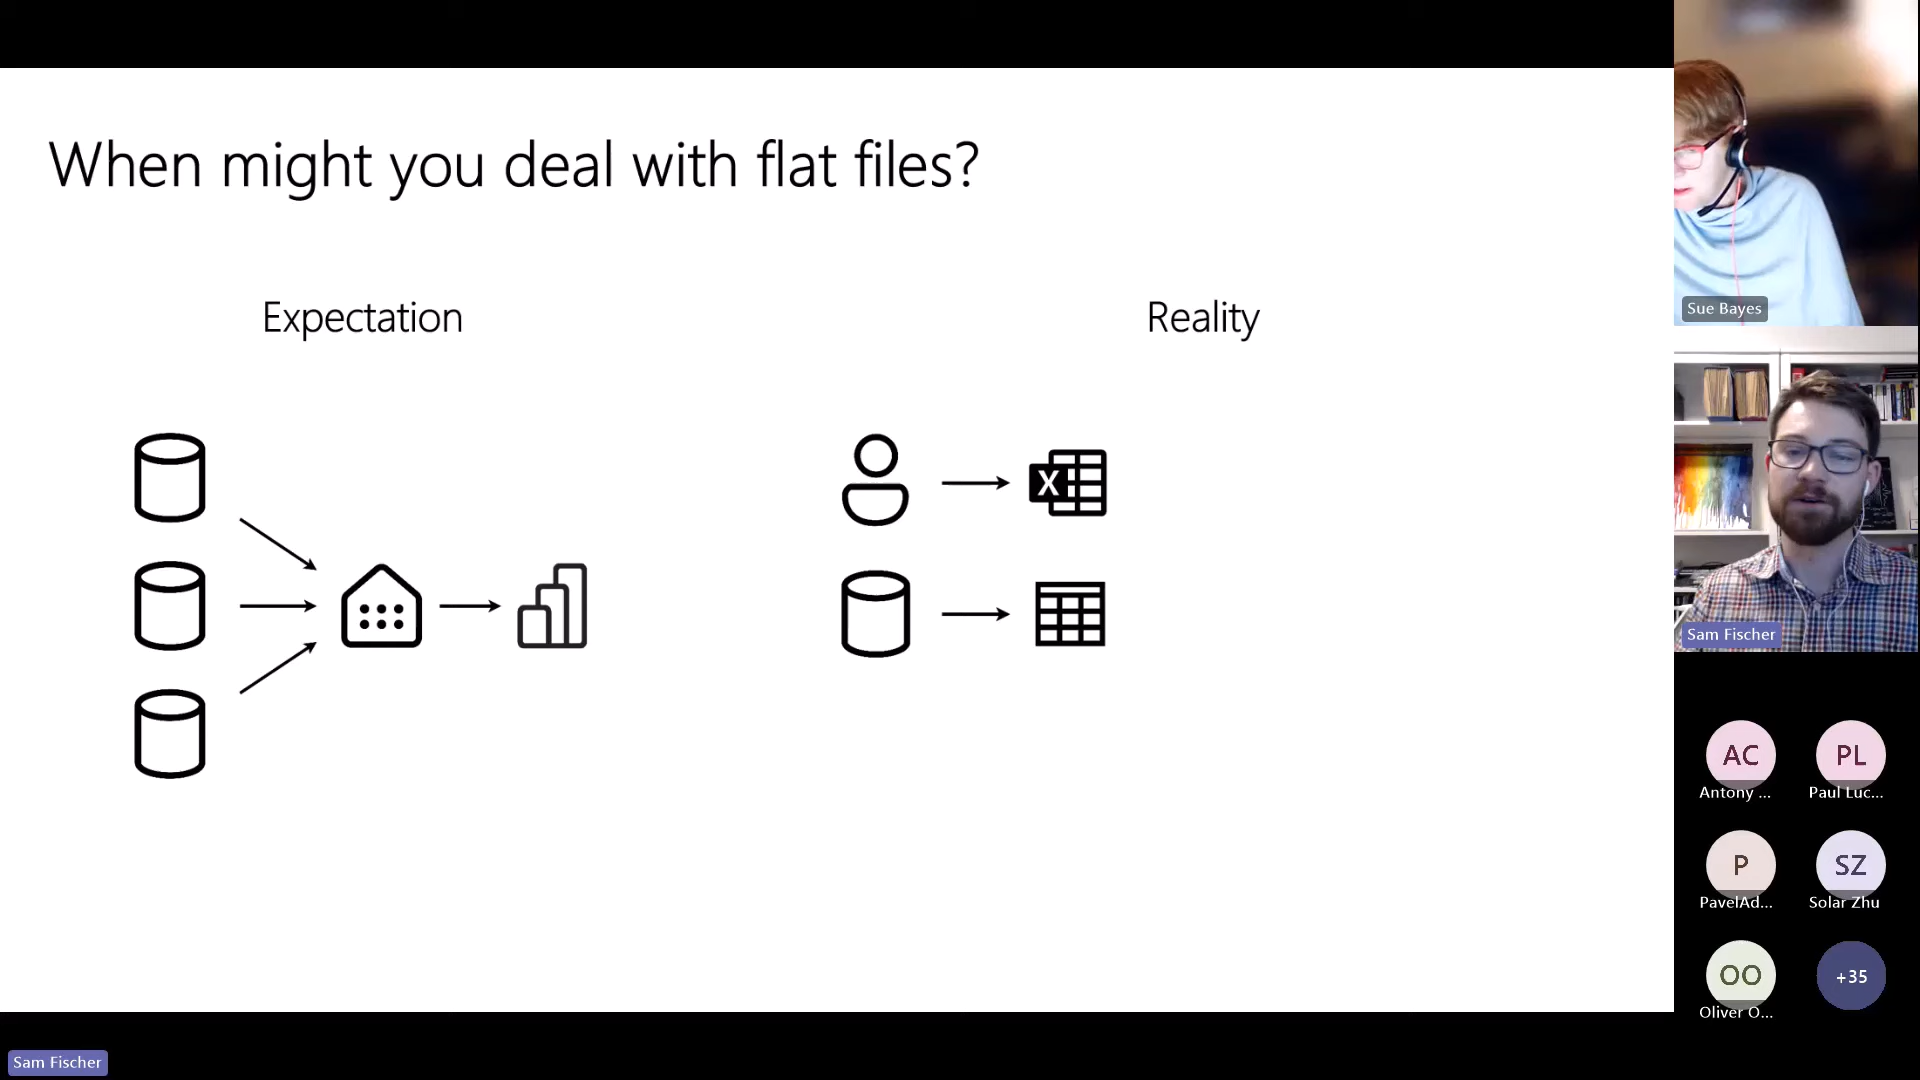 When might you deal with flat files?
Expectation
Reality
X
Sue Bayes
Sam Fischer
AC
PL
Antony ...
Paul Luc...
P
SZ
PavelAd...
Solar Zhu
OO
+35
Oliver O...
Sam Fischer